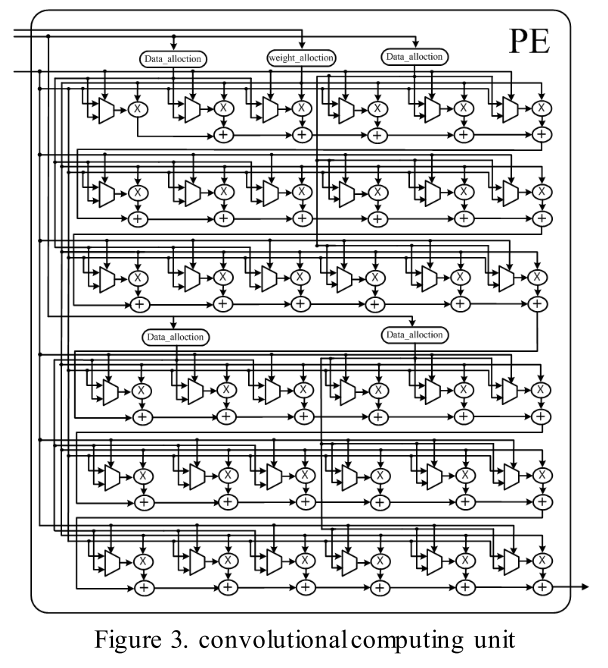 PE
Data_alloction
weight_alloction
Data_alloction
X X X X X X
+ + + + +
X X X X X X
+ + + + + +
X X X X X X
+ + + + + +
Data_alloction
Data_alloction
X X X X X X
+ + + + + +
X X X X X X
+ + + + + +
X X X X X X
+ + + + + +
Figure 3. convolutional computing unit